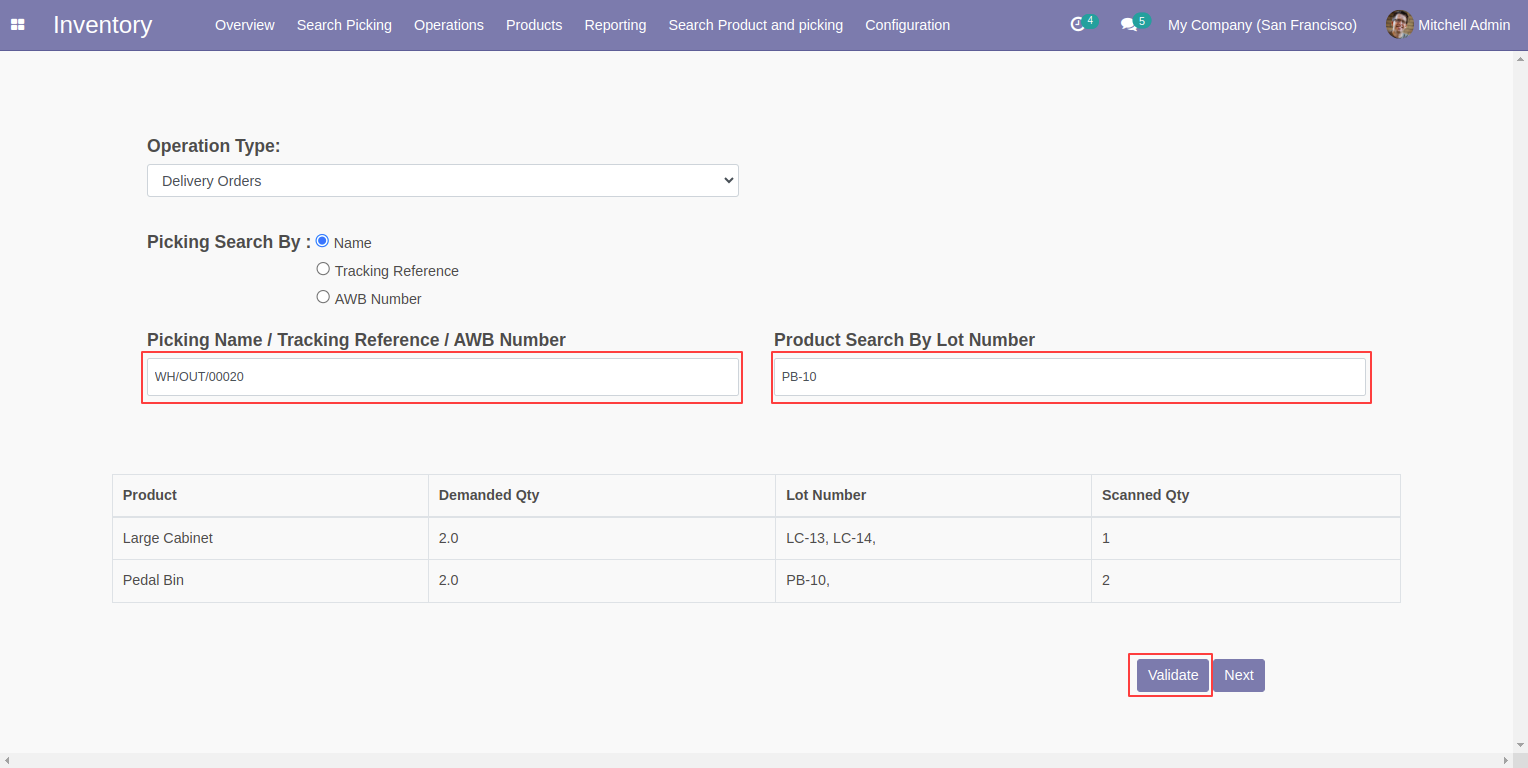 Inventory Overview Search Picking Operations Products Reporting Search Product and picking Configuration 4 5 My Company (San Francisco) Mitchell Admin
Operation Type:
Delivery Orders
Picking Search By : Name
Tracking Reference
AWB Number
Picking Name / Tracking Reference / AWB Number Product Search By Lot Number
WH/OUT/00020 PB-10
Product Demanded Qty Lot Number Scanned Qty
Large Cabinet 2.0 LC-13, LC-14, 1
Pedal Bin 2.0 PB-10, 2
Validate Next